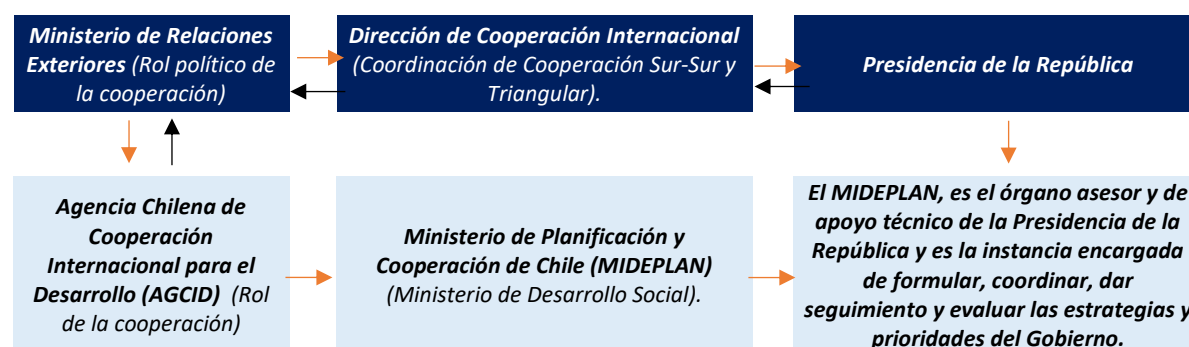 Ministerio de Relaciones
Exteriores (Rol político de
la cooperación)
Dirección de Cooperación Internacional
(Coordinación de Cooperación Sur-Sur y
Triangular).
Presidencia de la República
Agencia Chilena de
Cooperación
Internacional para el
Desarrollo (AGCID) (Rol
de la cooperación)
Ministerio de Planificación y
Cooperación de Chile (MIDEPLAN)
(Ministerio de Desarrollo Social).
El MIDEPLAN, es el órgano asesor y de
apoyo técnico de la Presidencia de la
República y es la instancia encargada
de formular, coordinar, dar
seguimiento y evaluar las estrategias y
prioridades del Gobierno.